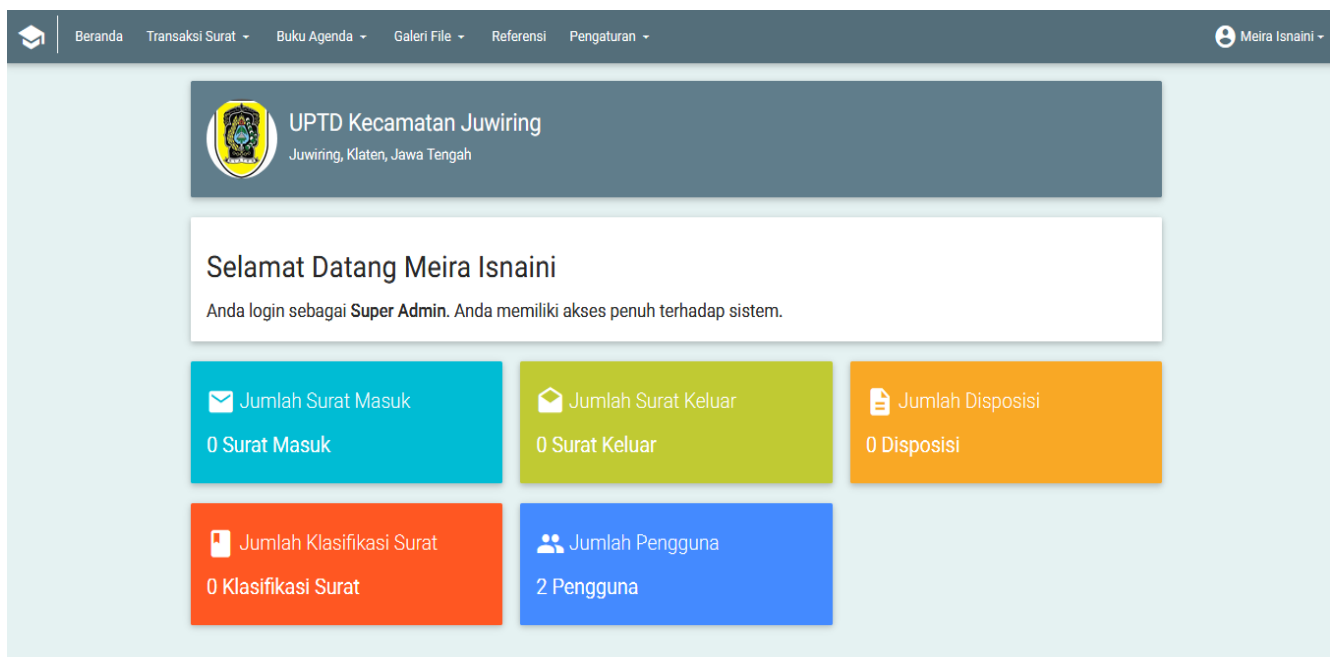 Beranda Transaksi Surat Buku Agenda Galeri File Referensi Pengaturan Meira Isnaini
UPTD Kecamatan Juwiring
Juwiring, Klaten, Jawa Tengah
Selamat Datang Meira Isnaini
Anda login sebagai Super Admin. Anda memiliki akses penuh terhadap sistem.
Jumlah Surat Masuk
0 Surat Masuk
Jumlah Surat Keluar
0 Surat Keluar
Jumlah Disposisi
0 Disposisi
Jumlah Klasifikasi Surat
0 Klasifikasi Surat
Jumlah Pengguna
2 Pengguna